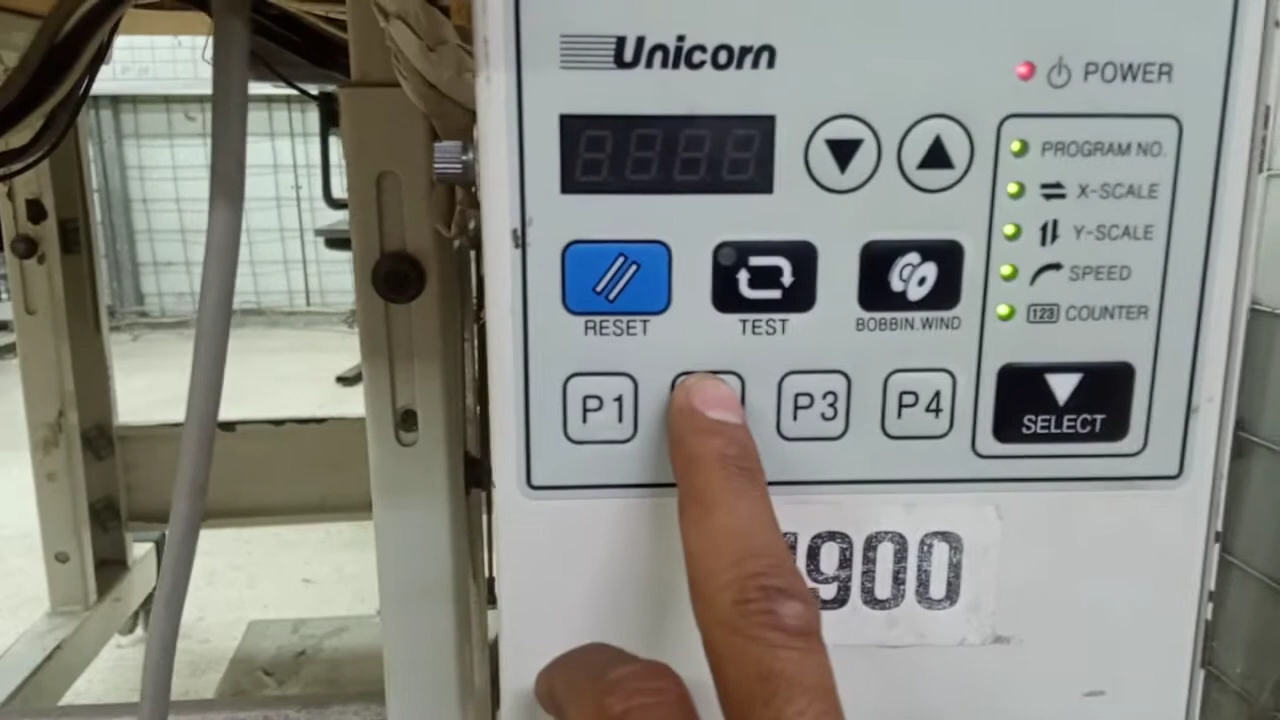 Unicorn
POWER
PROGRAM NO.
X-SCALE
Y-SCALE
SPEED
123 COUNTER
RESET
TEST
BOBBIN.WIND
P1
P3
P4
SELECT
900